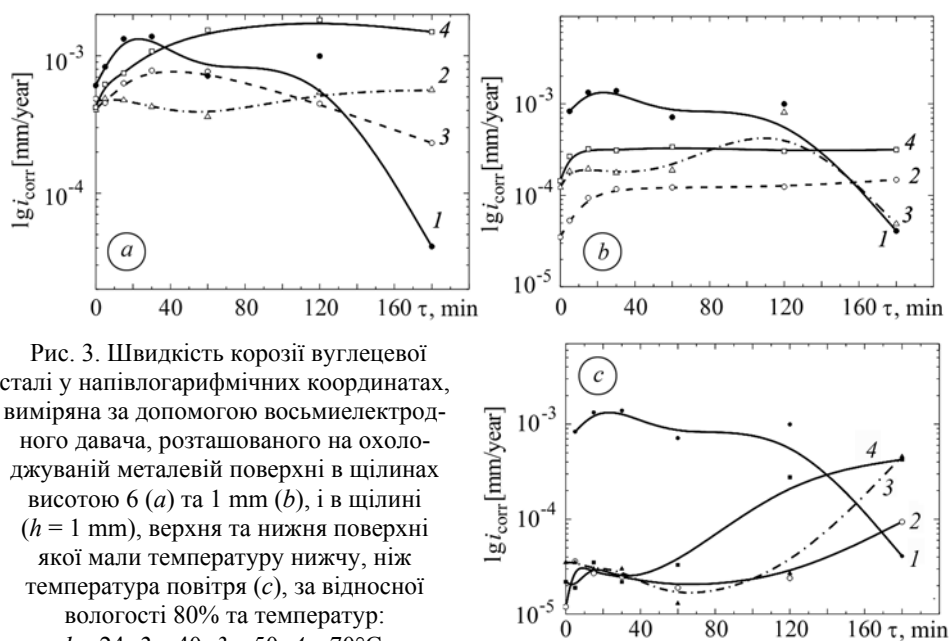 lg i_corr [mm/year]
10⁻³
10⁻⁴
4
2
3
1
a
0 40 80 120 160 τ, min
lg i_corr [mm/year]
10⁻³
10⁻⁴
10⁻⁵
4
2
3
1
b
0 40 80 120 160 τ, min
Рис. 3. Швидкість корозії вуглецевої
сталі у напівлогарифмічних координатах,
виміряна за допомогою восьмиелектрод-
ного давача, розташованого на охоло-
джуваній металевій поверхні в щілинах
висотою 6 (a) та 1 mm (b), і в щілині
(h = 1 mm), верхня та нижня поверхні
якої мали температуру нижчу, ніж
температура повітря (c), за відносної
вологості 80% та температур:
c
lg i_corr [mm/year]
10⁻³
10⁻⁴
10⁻⁵
4
3
2
1
0 40 80 120 160 τ, min